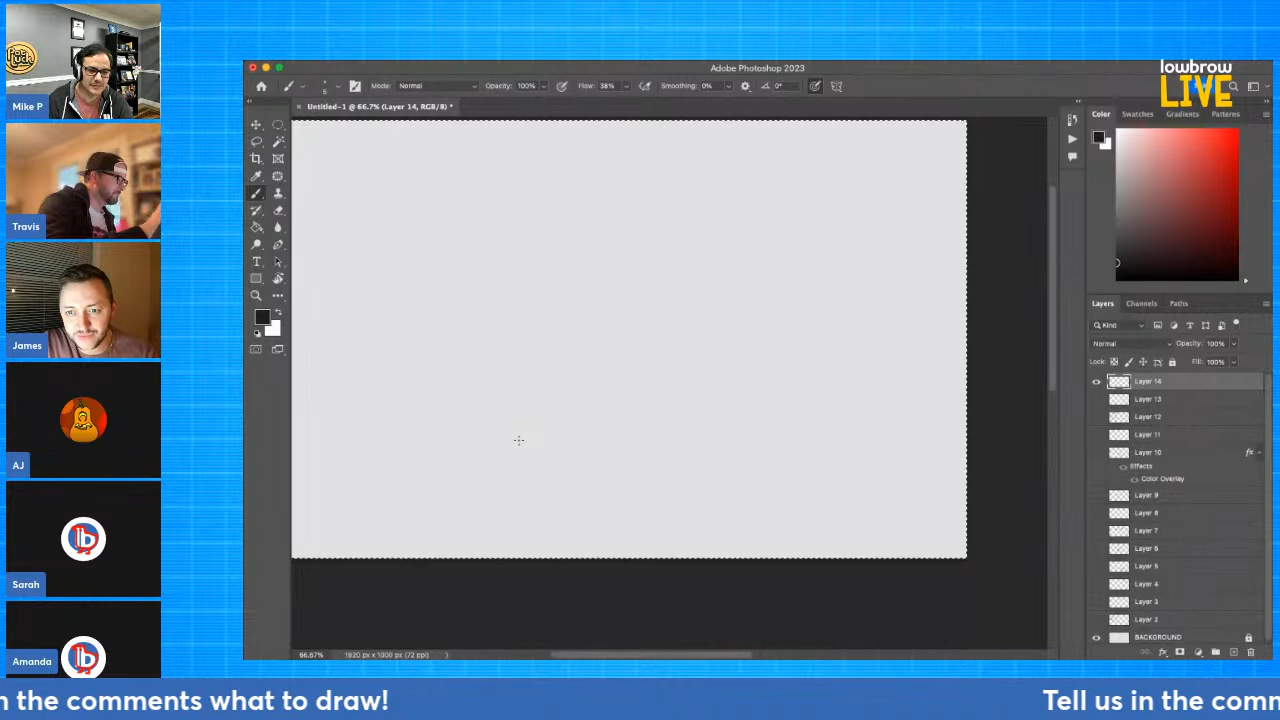 Mike P
Travis
James
AJ
Sarah
Amanda
Adobe Photoshop 2023
lowbrow
LIVE
Mode: Normal
Opacity: 100%
Flow: 38%
Smoothing: 0%
0°
5
× Untitled-1 @ 66.7% (Layer 14, RGB/8) *
Color
Swatches
Gradients
Patterns
Layers
Channels
Paths
Kind
Normal
Opacity: 100%
Lock:
Fill: 100%
Layer 14
Layer 13
Layer 12
Layer 11
Layer 10
fx
Effects
Color Overlay
Layer 9
Layer 8
Layer 7
Layer 6
Layer 5
Layer 4
Layer 3
Layer 2
BACKGROUND
66.67%
1920 px x 1000 px (72 ppi)
n the comments what to draw!
Tell us in the comm